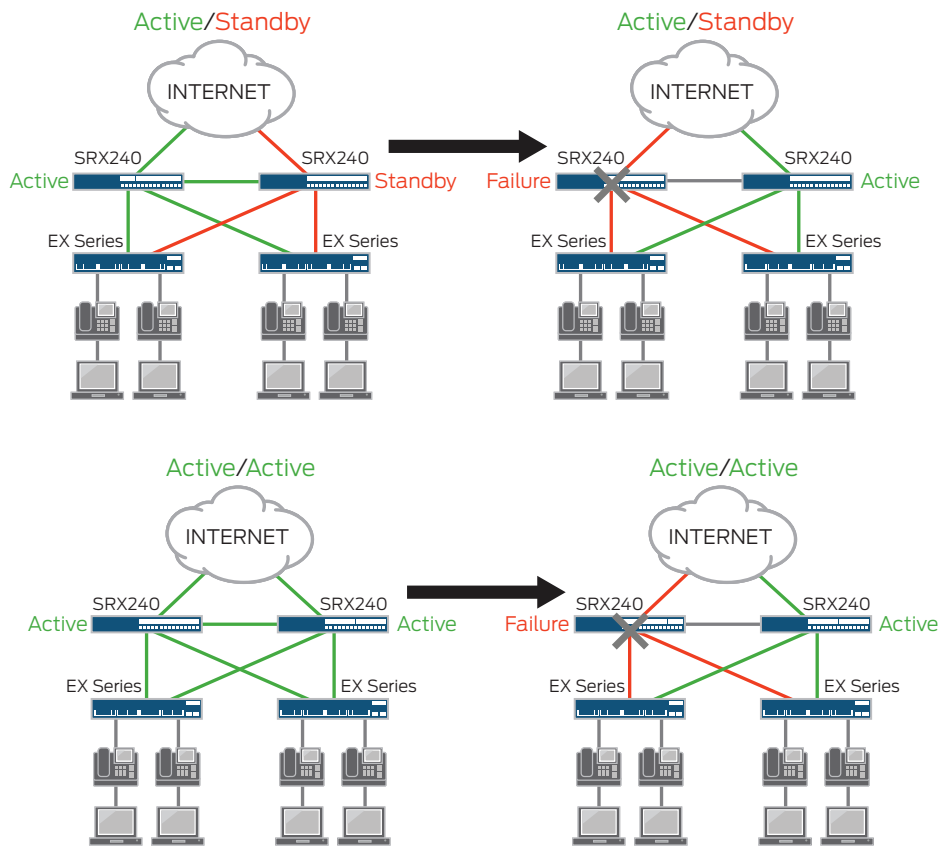 Active/Standby
INTERNET
SRX240
SRX240
Active
Standby
EX Series
EX Series
Active/Standby
INTERNET
SRX240
SRX240
Failure
Active
EX Series
EX Series
Active/Active
INTERNET
SRX240
SRX240
Active
Active
EX Series
EX Series
Active/Active
INTERNET
SRX240
SRX240
Failure
Active
EX Series
EX Series